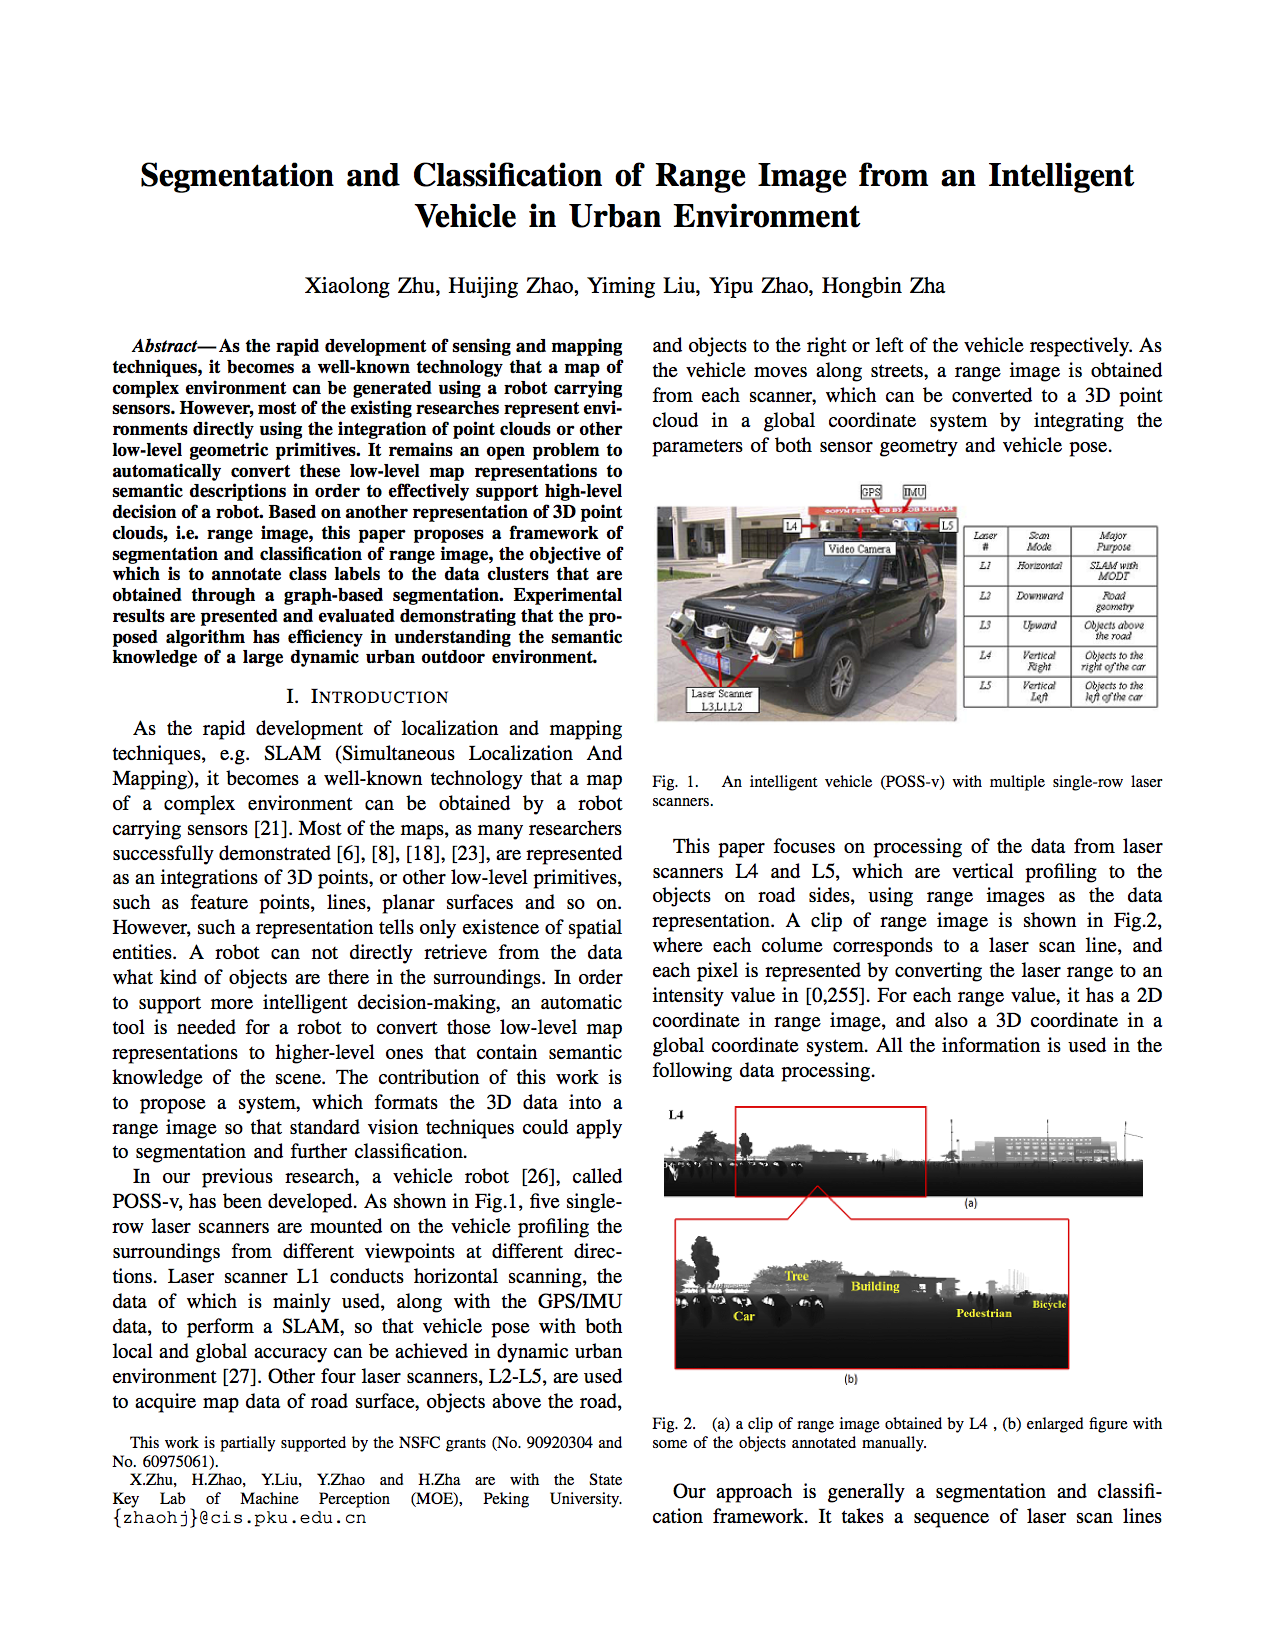 Segmentation and Classification of Range Image from an Intelligent
Vehicle in Urban Environment
Xiaolong Zhu, Huijing Zhao, Yiming Liu, Yipu Zhao, Hongbin Zha
Abstract—As the rapid development of sensing and mapping
techniques, it becomes a well-known technology that a map of
complex environment can be generated using a robot carrying
sensors. However, most of the existing researches represent envi-
ronments directly using the integration of point clouds or other
low-level geometric primitives. It remains an open problem to
automatically convert these low-level map representations to
semantic descriptions in order to effectively support high-level
decision of a robot. Based on another representation of 3D point
clouds, i.e. range image, this paper proposes a framework of
segmentation and classification of range image, the objective of
which is to annotate class labels to the data clusters that are
obtained through a graph-based segmentation. Experimental
results are presented and evaluated demonstrating that the pro-
posed algorithm has efficiency in understanding the semantic
knowledge of a large dynamic urban outdoor environment.
I. INTRODUCTION
As the rapid development of localization and mapping
techniques, e.g. SLAM (Simultaneous Localization And
Mapping), it becomes a well-known technology that a map
of a complex environment can be obtained by a robot
carrying sensors [21]. Most of the maps, as many researchers
successfully demonstrated [6], [8], [18], [23], are represented
as an integrations of 3D points, or other low-level primitives,
such as feature points, lines, planar surfaces and so on.
However, such a representation tells only existence of spatial
entities. A robot can not directly retrieve from the data
what kind of objects are there in the surroundings. In order
to support more intelligent decision-making, an automatic
tool is needed for a robot to convert those low-level map
representations to higher-level ones that contain semantic
knowledge of the scene. The contribution of this work is
to propose a system, which formats the 3D data into a
range image so that standard vision techniques could apply
to segmentation and further classification.
In our previous research, a vehicle robot [26], called
POSS-v, has been developed. As shown in Fig.1, five single-
row laser scanners are mounted on the vehicle profiling the
surroundings from different viewpoints at different direc-
tions. Laser scanner L1 conducts horizontal scanning, the
data of which is mainly used, along with the GPS/IMU
data, to perform a SLAM, so that vehicle pose with both
local and global accuracy can be achieved in dynamic urban
environment [27]. Other four laser scanners, L2-L5, are used
to acquire map data of road surface, objects above the road,
This work is partially supported by the NSFC grants (No. 90920304 and
No. 60975061).
X.Zhu, H.Zhao, Y.Liu, Y.Zhao and H.Zha are with the State
Key Lab of Machine Perception (MOE), Peking University.
{zhaohj}@cis.pku.edu.cn
and objects to the right or left of the vehicle respectively. As
the vehicle moves along streets, a range image is obtained
from each scanner, which can be converted to a 3D point
cloud in a global coordinate system by integrating the
parameters of both sensor geometry and vehicle pose.
GPS IMU
L4 L5
Video Camera
Laser Scanner
L3,L1,L2
Laser # Scan Mode Major Purpose
L1 Horizontal SLAM with MODT
L2 Downward Road geometry
L3 Upward Objects above the road
L4 Vertical Right Objects to the right of the car
L5 Vertical Left Objects to the left of the car
Fig. 1. An intelligent vehicle (POSS-v) with multiple single-row laser
scanners.
This paper focuses on processing of the data from laser
scanners L4 and L5, which are vertical profiling to the
objects on road sides, using range images as the data
representation. A clip of range image is shown in Fig.2,
where each colume corresponds to a laser scan line, and
each pixel is represented by converting the laser range to an
intensity value in [0,255]. For each range value, it has a 2D
coordinate in range image, and also a 3D coordinate in a
global coordinate system. All the information is used in the
following data processing.
L4
(a)
Tree
Building
Car
Pedestrian
Bicycle
(b)
Fig. 2. (a) a clip of range image obtained by L4 , (b) enlarged figure with
some of the objects annotated manually.
Our approach is generally a segmentation and classifi-
cation framework. It takes a sequence of laser scan lines